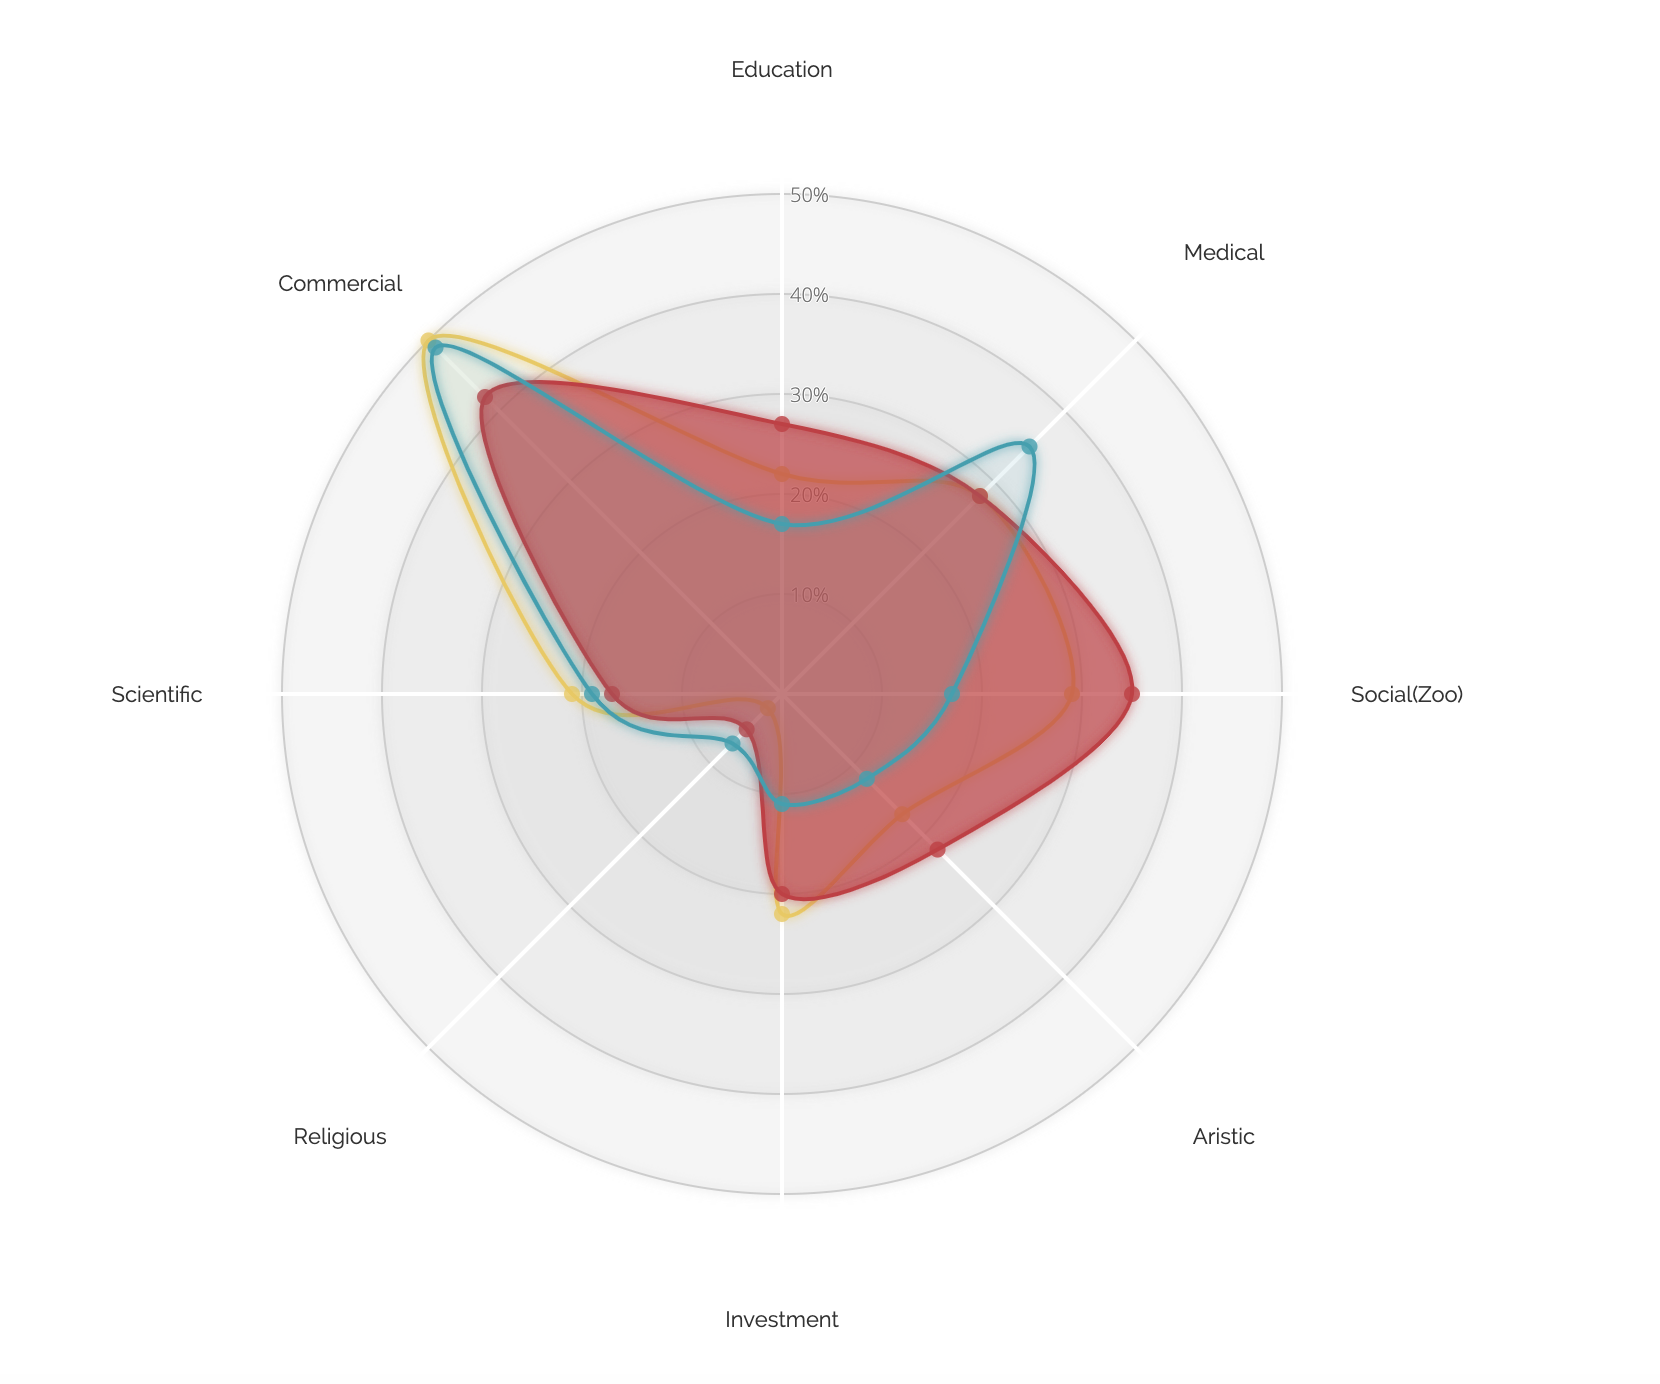 Education
50%
Medical
Commercial
40%
30%
20%
10%
Scientific
Social(Zoo)
Religious
Aristic
Investment